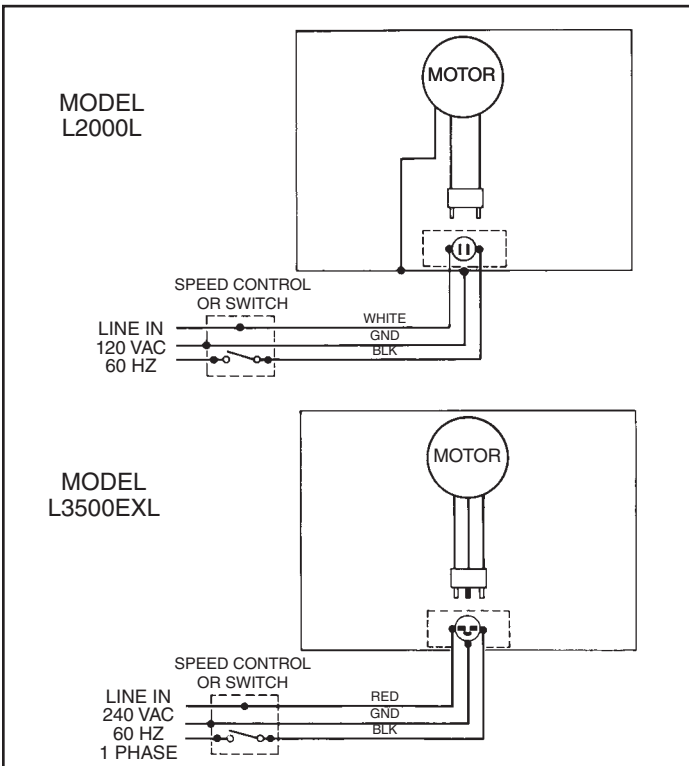 MODEL
L2000L
MOTOR
SPEED CONTROL
OR SWITCH
LINE IN
120 VAC
60 HZ
WHITE
GND
BLK
MODEL
L3500EXL
MOTOR
SPEED CONTROL
OR SWITCH
LINE IN
240 VAC
60 HZ
1 PHASE
RED
GND
BLK